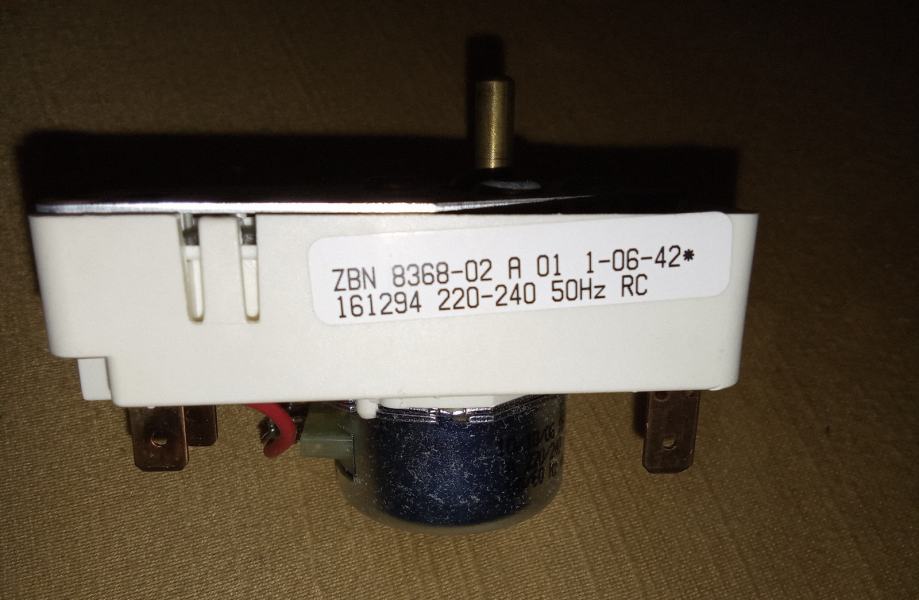 ZBN 8368-02 A 01 1-06-42*
161294 220-240 50Hz RC